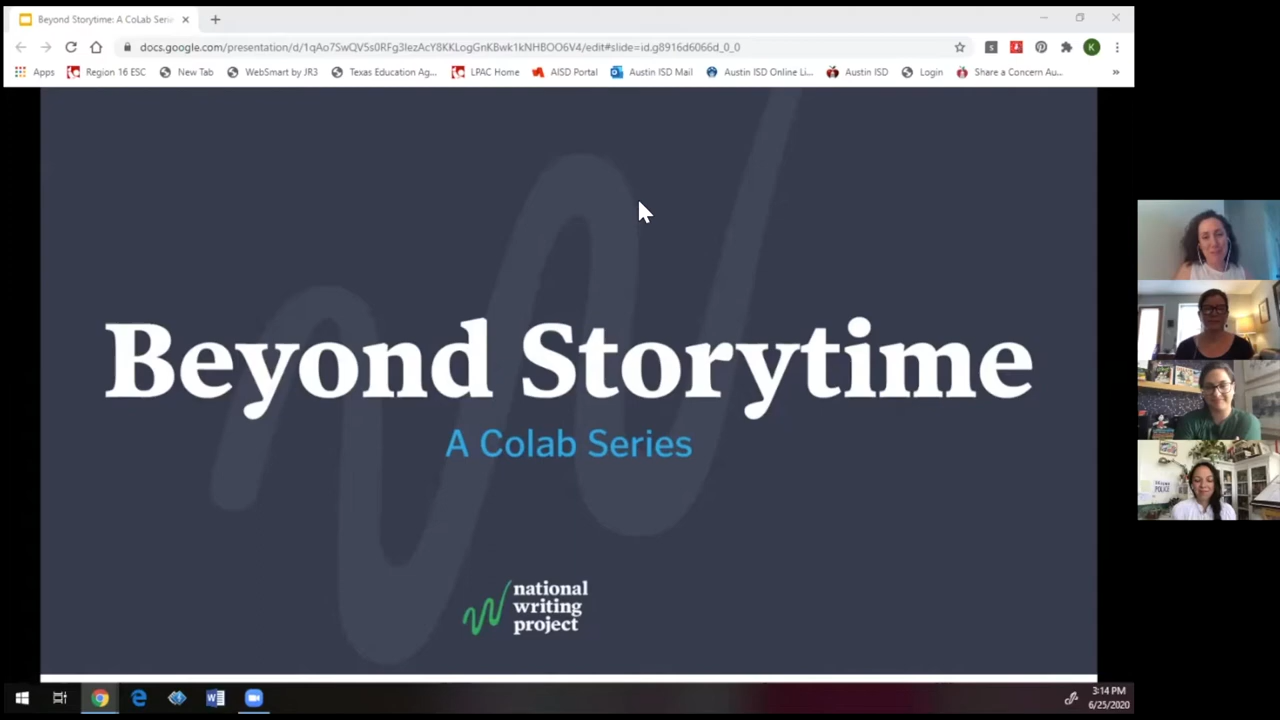 Beyond Storytime: A CoLab Serie
docs.google.com/presentation/d/1qAo7SwQV5s0RFg3IezAcY8KKLogGnKBwk1kNHBOO6V4/edit#slide=id.g8916d6066d_0_0
Apps Region 16 ESC New Tab WebSmart by JR3 Texas Education Ag... LPAC Home AISD Portal Austin ISD Mail Austin ISD Online Li... Austin ISD Login Share a Concern Au... »
Beyond Storytime
A Colab Series
national
writing
project
3:14 PM
6/25/2020